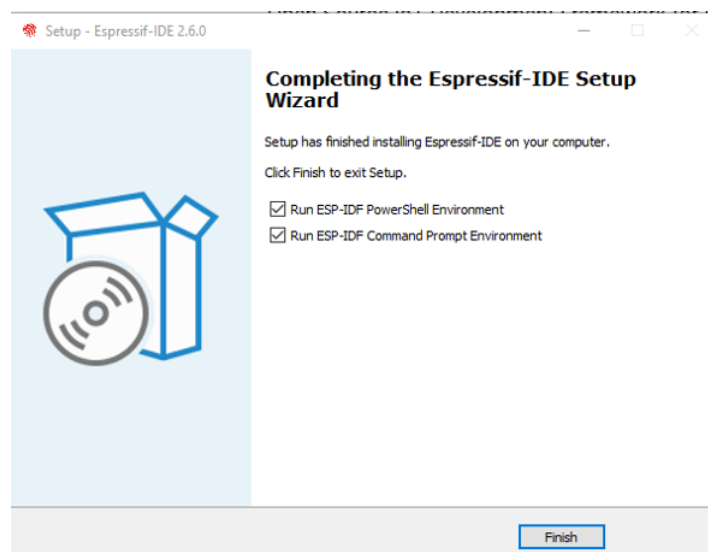 Setup - Espressif-IDE 2.6.0
Completing the Espressif-IDE Setup
Wizard
Setup has finished installing Espressif-IDE on your computer.
Click Finish to exit Setup.
Run ESP-IDF PowerShell Environment
Run ESP-IDF Command Prompt Environment
Finish